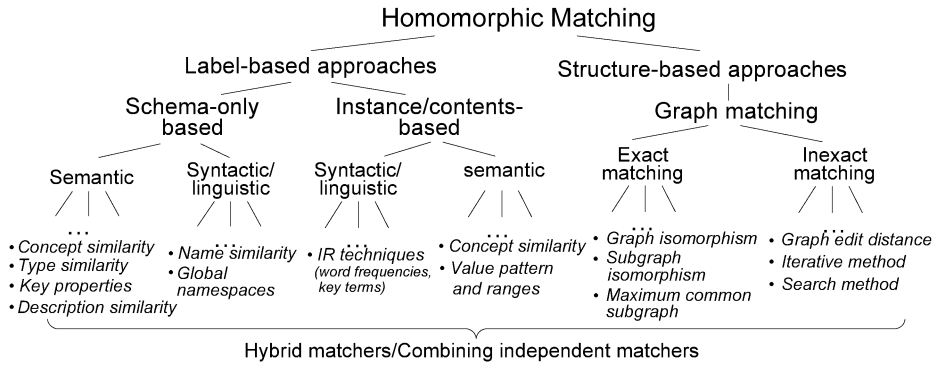 Homomorphic Matching
Label-based approaches
Structure-based approaches
Schema-only
based
Instance/contents-
based
Graph matching
Semantic
Syntactic/
linguistic
Syntactic/
linguistic
semantic
Exact
matching
Inexact
matching
...
• Concept similarity
• Type similarity
• Key properties
• Description similarity
...
• Name similarity
• Global
namespaces
...
• IR techniques
(word frequencies,
key terms)
...
• Concept similarity
• Value pattern
and ranges
...
• Graph isomorphism
• Subgraph
isomorphism
• Maximum common
subgraph
...
• Graph edit distance
• Iterative method
• Search method
Hybrid matchers/Combining independent matchers